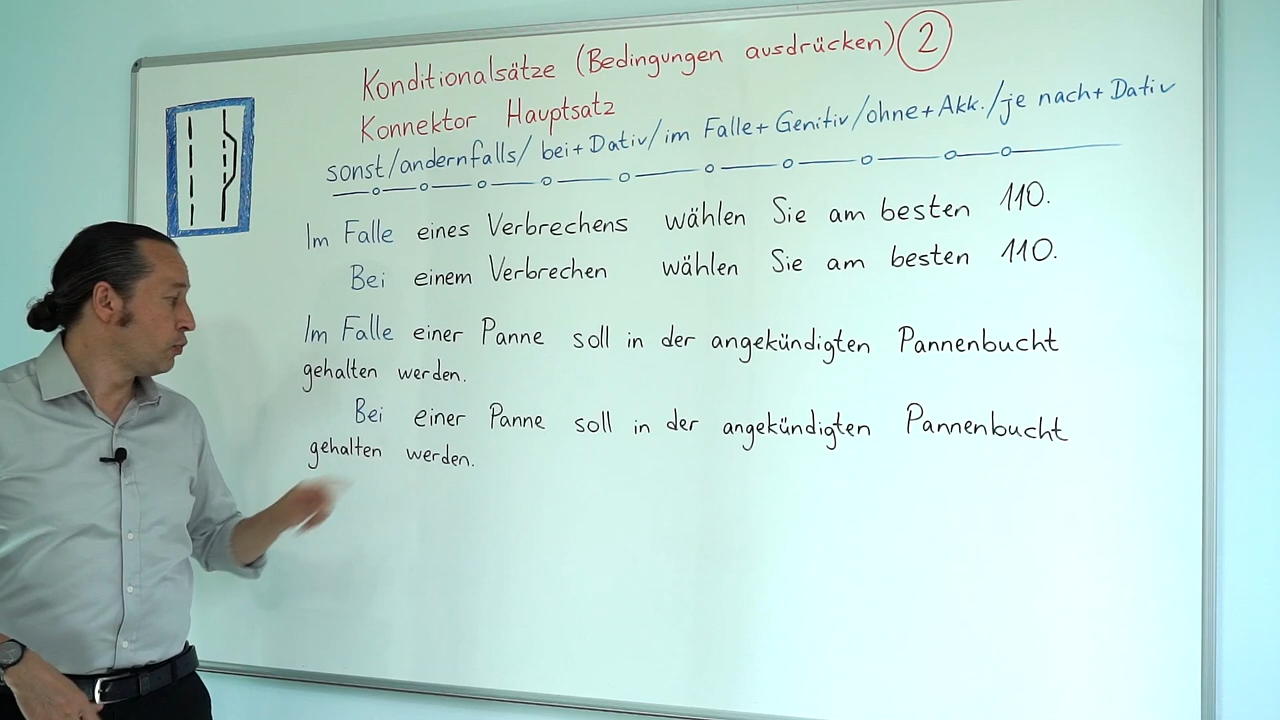 Konditionalsätze (Bedingungen ausdrücken) 2
Konnektor Hauptsatz
sonst/andernfalls/ bei+Dativ/im Falle+Genitiv/ohne+Akk./je nach+Dativ
Im Falle eines Verbrechens wählen Sie am besten 110.
Bei einem Verbrechen wählen Sie am besten 110.
Im Falle einer Panne soll in der angekündigten Pannenbucht
gehalten werden.
Bei einer Panne soll in der angekündigten Pannenbucht
gehalten werden.